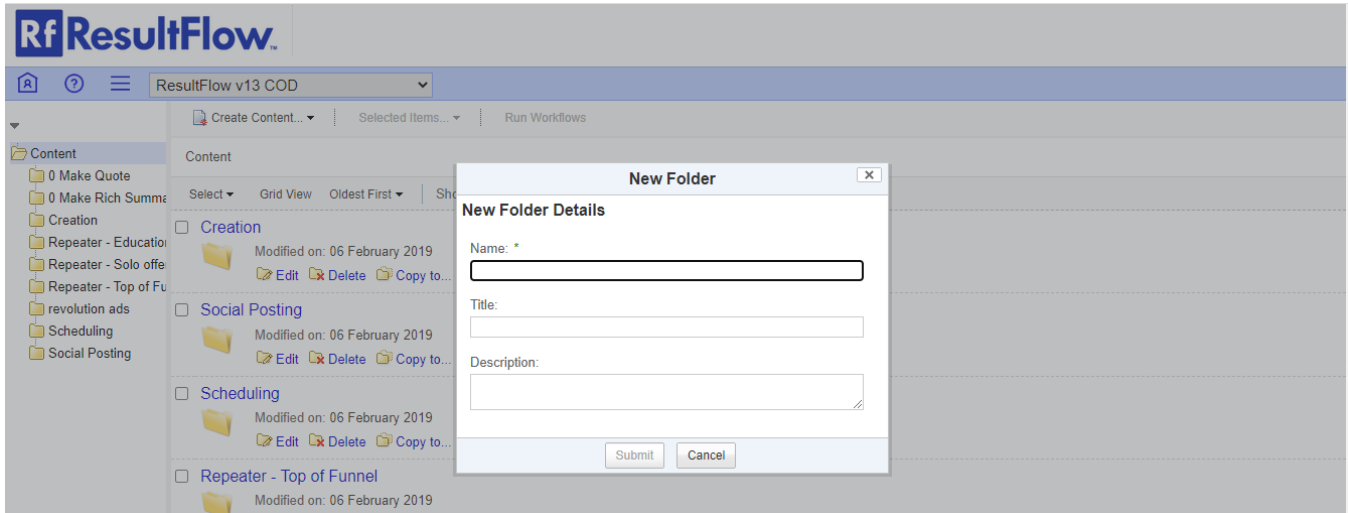 Rf ResultFlow™
ResultFlow v13 COD
Create Content...
Selected Items...
Run Workflows
Content
0 Make Quote
0 Make Rich Summa
Creation
Repeater - Education
Repeater - Solo offe
Repeater - Top of Fu
revolution ads
Scheduling
Social Posting
Content
Select
Grid View
Oldest First
Sho
Creation
Modified on: 06 February 2019
Edit Delete Copy to...
Social Posting
Modified on: 06 February 2019
Edit Delete Copy to...
Scheduling
Modified on: 06 February 2019
Edit Delete Copy to...
Repeater - Top of Funnel
Modified on: 06 February 2019
New Folder
New Folder Details
Name: *
Title:
Description:
Submit
Cancel